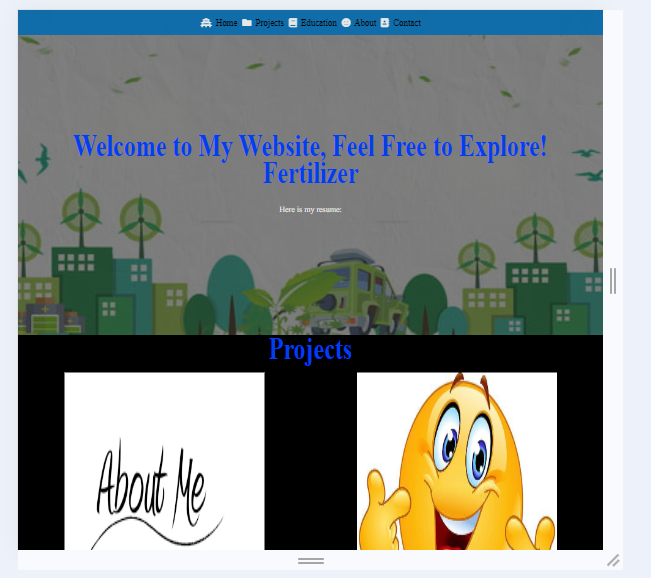 Home Projects Education About Contact
Welcome to My Website, Feel Free to Explore!
Fertilizer
Here is my resume:
Projects
About Me